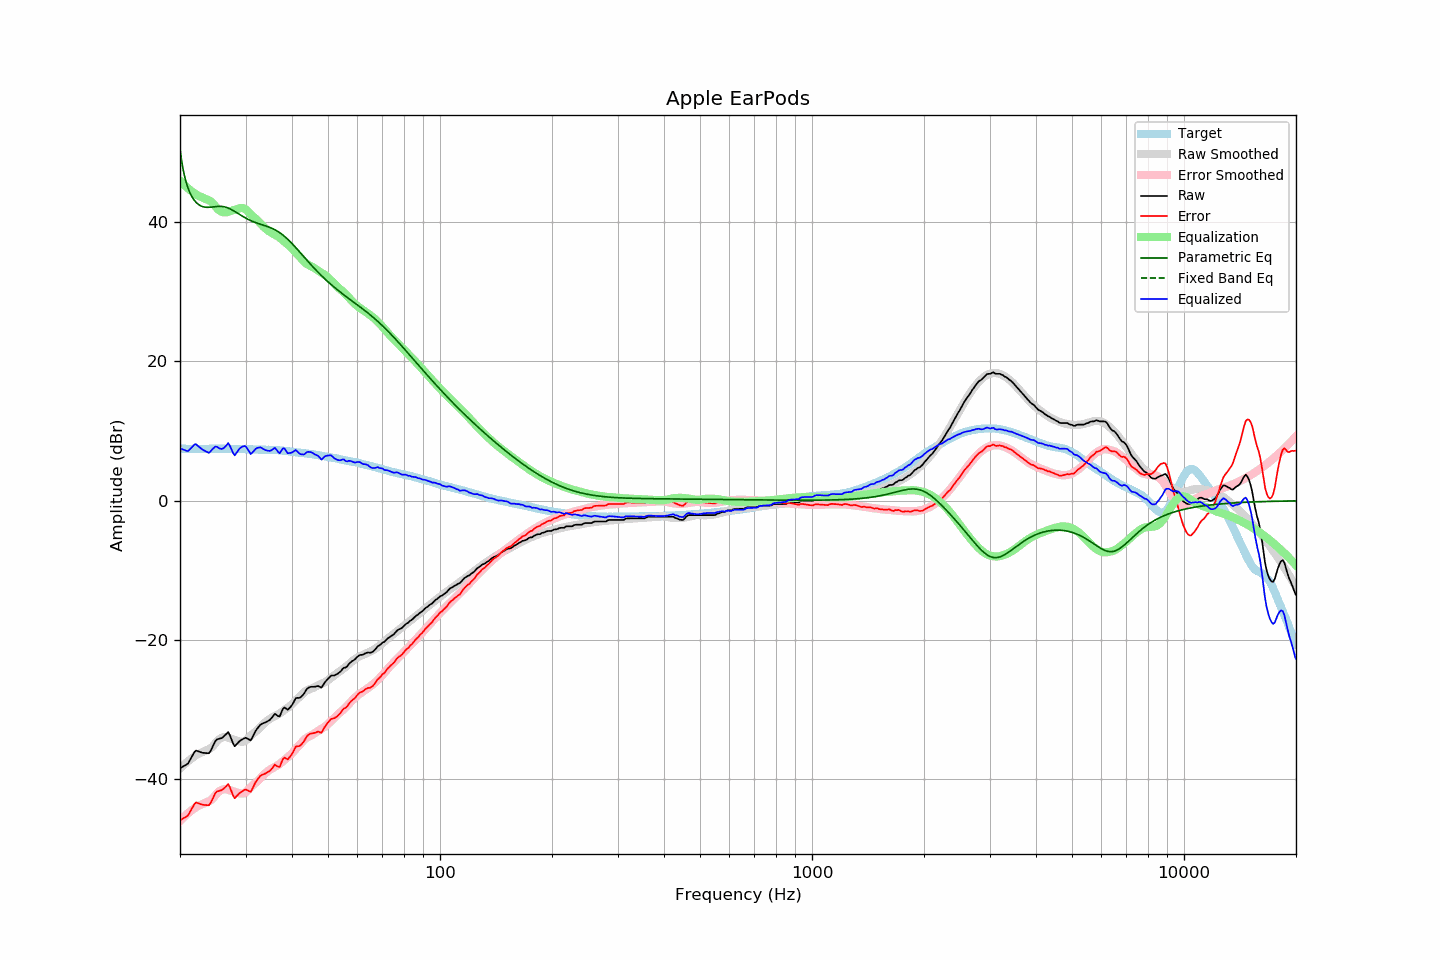 Apple EarPods
Target
Raw Smoothed
Error Smoothed
Raw
Error
Equalization
Parametric Eq
Fixed Band Eq
Equalized
40
20
0
−20
−40
Amplitude (dBr)
100
1000
10000
Frequency (Hz)